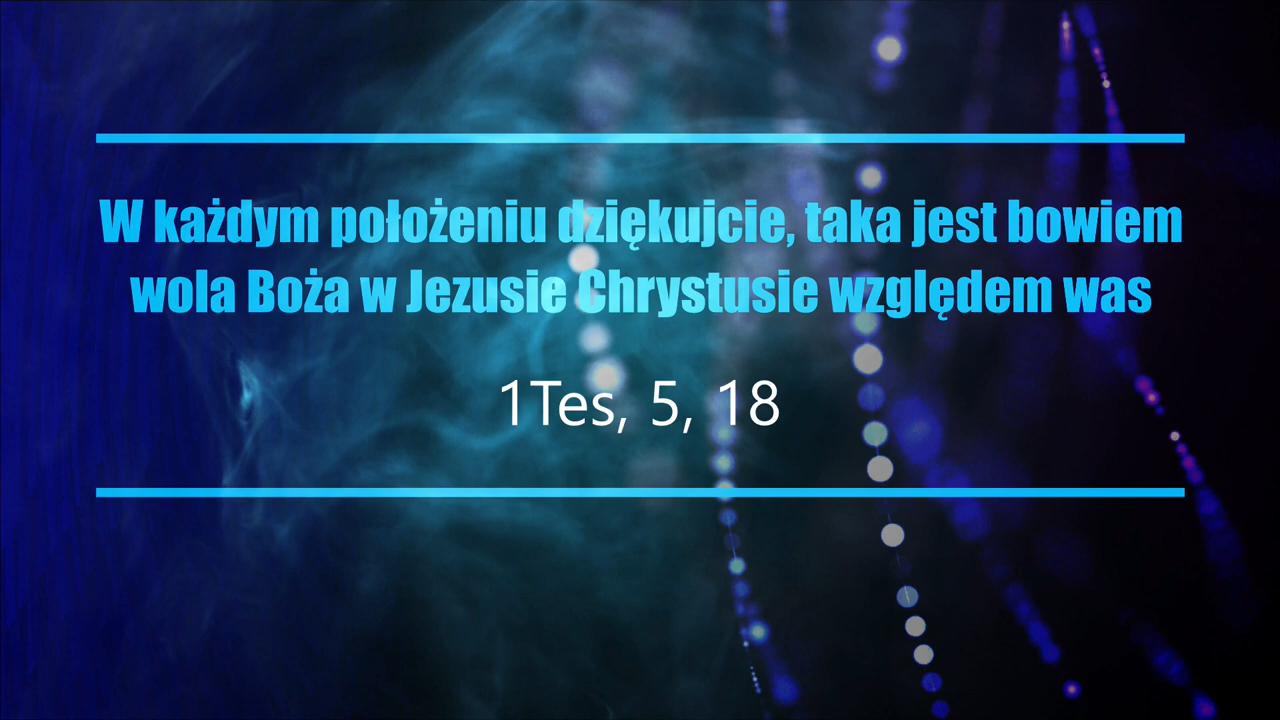 W każdym położeniu dziękujcie, taka jest bowiem
wola Boża w Jezusie Chrystusie względem was
1Tes, 5, 18